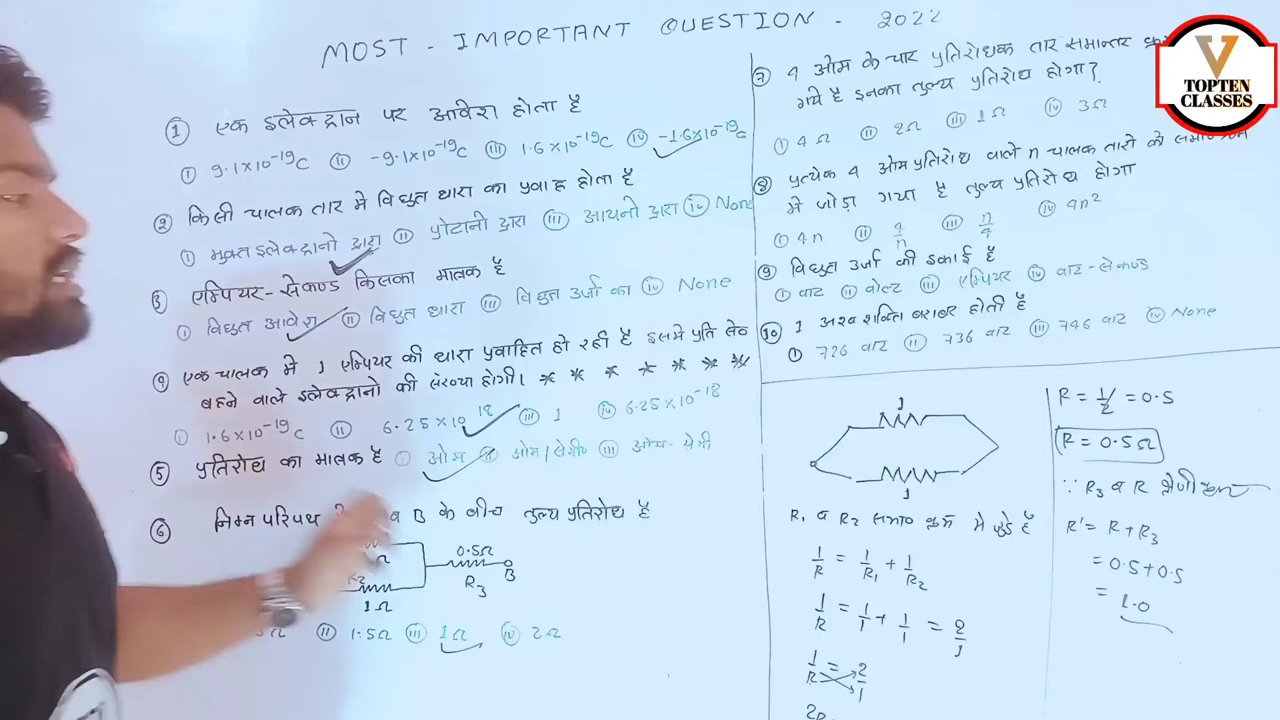 MOST - IMPORTANT QUESTION - 2022
① एक इलेक्ट्रान पर आवेश होता है
Ⓘ 9.1×10⁻¹⁹C Ⓘⓘ -9.1×10⁻¹⁹C Ⓘⓘⓘ 1.6×10⁻¹⁹C ⓘⓥ -1.6×10⁻¹⁹C
② किसी चालक तार मे विधुत धारा का प्रवाह होता है
Ⓘ मुक्त इलेक्ट्रानो द्वारा Ⓘⓘ प्रोटानो द्वारा Ⓘⓘⓘ आयनो द्वारा ⓘⓥ None
③ एम्पियर-सेकण्ड किसका मात्रक है
Ⓘ विधुत आवेश Ⓘⓘ विधुत धारा Ⓘⓘⓘ विधुत उर्जा का ⓘⓥ None
④ एक चालक मे 1 एम्पियर की धारा प्रवाहित हो रही है इसमे प्रति सेo
बहने वाले इलेक्ट्रानो की संख्या होगी। * * * * * * **
Ⓘ 1.6×10⁻¹⁹C Ⓘⓘ 6.25×10¹⁸ Ⓘⓘⓘ 1 ⓘⓥ 6.25×10⁻¹⁸
⑤ प्रतिरोध का मात्रक है Ⓘ ओम Ⓘⓘ ओम/सेमीo Ⓘⓘⓘ ओम-सेमी
⑥ निम्न परिपथ व B के बीच तुल्य प्रतिरोध है
0.5Ω
R₃
B
R₂
1Ω
Ⓘⓘ 1.5Ω Ⓘⓘⓘ 1Ω ⓘⓥ 2Ω
⑦ 4 ओम के चार प्रतिरोधक तार समान्तर
गये है इनका तुल्य प्रतिरोध होगा?
Ⓘ 4Ω Ⓘⓘ 2Ω Ⓘⓘⓘ 1Ω ⓘⓥ 3Ω
⑧ प्रत्येक 4 ओम प्रतिरोध वाले n चालक तारो को
मे जोड़ा गया है तुल्य प्रतिरोध होगा
Ⓘ 4n Ⓘⓘ 4/n Ⓘⓘⓘ n/4 ⓘⓥ 4n²
⑨ विधुत उर्जा की इकाई है
Ⓘ वाट Ⓘⓘ वोल्ट Ⓘⓘⓘ एम्पियर ⓘⓥ वाट-सेकण्ड
⑩ 1 अश्व शक्ति बराबर होती है
Ⓘ 726 वाट Ⓘⓘ 736 वाट Ⓘⓘⓘ 746 वाट ⓘⓥ None
1
1
R₁ व R₂ समाo क्रम मे जुड़े है
1/R = 1/R₁ + 1/R₂
1/R = 1/1 + 1/1 = 2/1
1/R = 2/1
R = 1/2 = 0.5
R = 0.5Ω
∵ R₃ व R श्रेणी क्रम
R' = R + R₃
= 0.5 + 0.5
= 1.0
V
TOPTEN
CLASSES